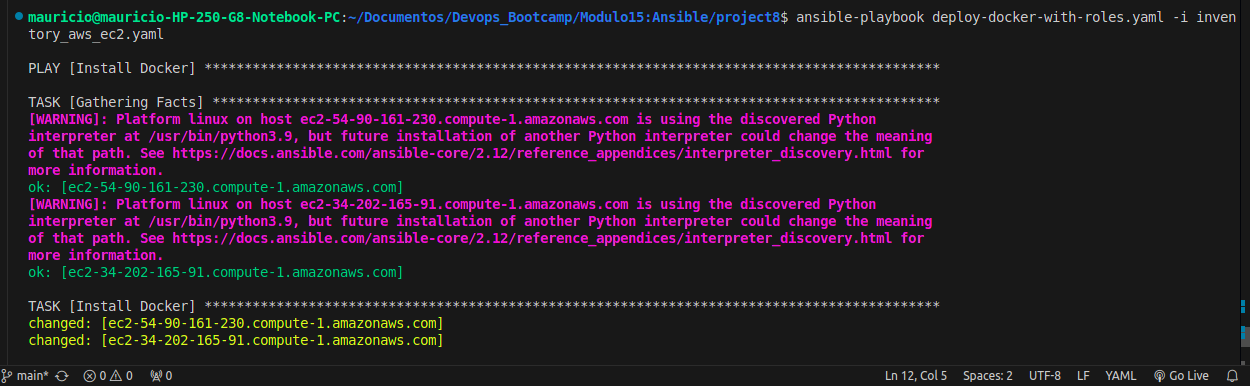 mauricio@mauricio-HP-250-G8-Notebook-PC:~/Documentos/Devops_Bootcamp/Modulo15:Ansible/project8$ ansible-playbook deploy-docker-with-roles.yaml -i inven
tory_aws_ec2.yaml
PLAY [Install Docker] ********************************************************************************************
TASK [Gathering Facts] *******************************************************************************************
[WARNING]: Platform linux on host ec2-54-90-161-230.compute-1.amazonaws.com is using the discovered Python
interpreter at /usr/bin/python3.9, but future installation of another Python interpreter could change the meaning
of that path. See https://docs.ansible.com/ansible-core/2.12/reference_appendices/interpreter_discovery.html for
more information.
ok: [ec2-54-90-161-230.compute-1.amazonaws.com]
[WARNING]: Platform linux on host ec2-34-202-165-91.compute-1.amazonaws.com is using the discovered Python
interpreter at /usr/bin/python3.9, but future installation of another Python interpreter could change the meaning
of that path. See https://docs.ansible.com/ansible-core/2.12/reference_appendices/interpreter_discovery.html for
more information.
ok: [ec2-34-202-165-91.compute-1.amazonaws.com]
TASK [Install Docker] ********************************************************************************************
changed: [ec2-54-90-161-230.compute-1.amazonaws.com]
changed: [ec2-34-202-165-91.compute-1.amazonaws.com]
main* 0 0 0 Ln 12, Col 5 Spaces: 2 UTF-8 LF YAML Go Live